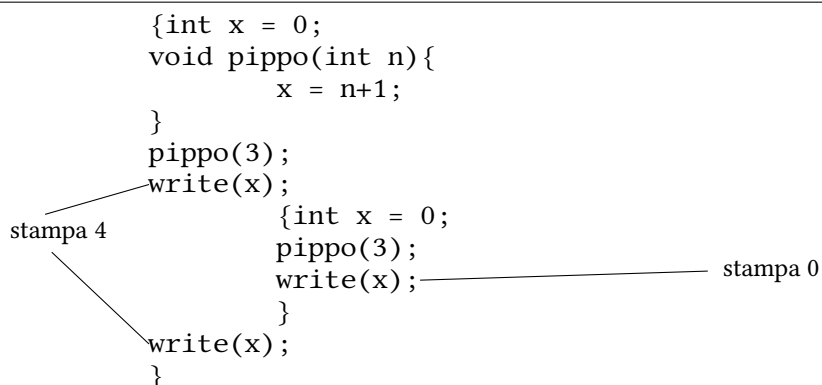 {int x = 0;
void pippo(int n){
x = n+1;
}
pippo(3);
write(x);
{int x = 0;
stampa 4
pippo(3);
write(x);
stampa 0
}
write(x);
}